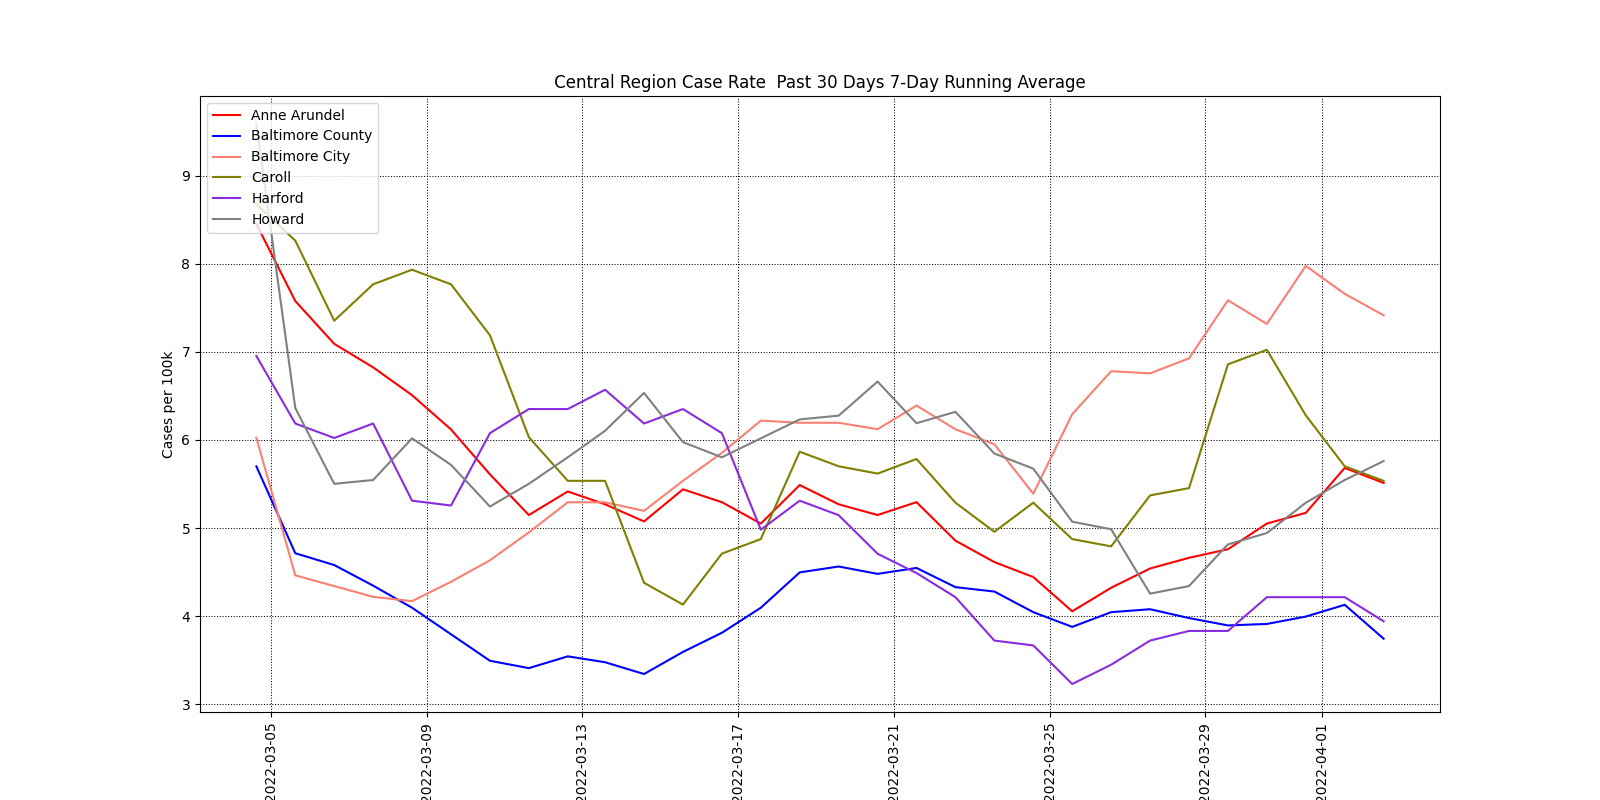 Central Region Case Rate  Past 30 Days 7-Day Running Average
Anne Arundel
Baltimore County
Baltimore City
Caroll
Harford
Howard
Cases per 100k
9
8
7
6
5
4
3
2022-03-05
2022-03-09
2022-03-13
2022-03-17
2022-03-21
2022-03-25
2022-03-29
2022-04-01